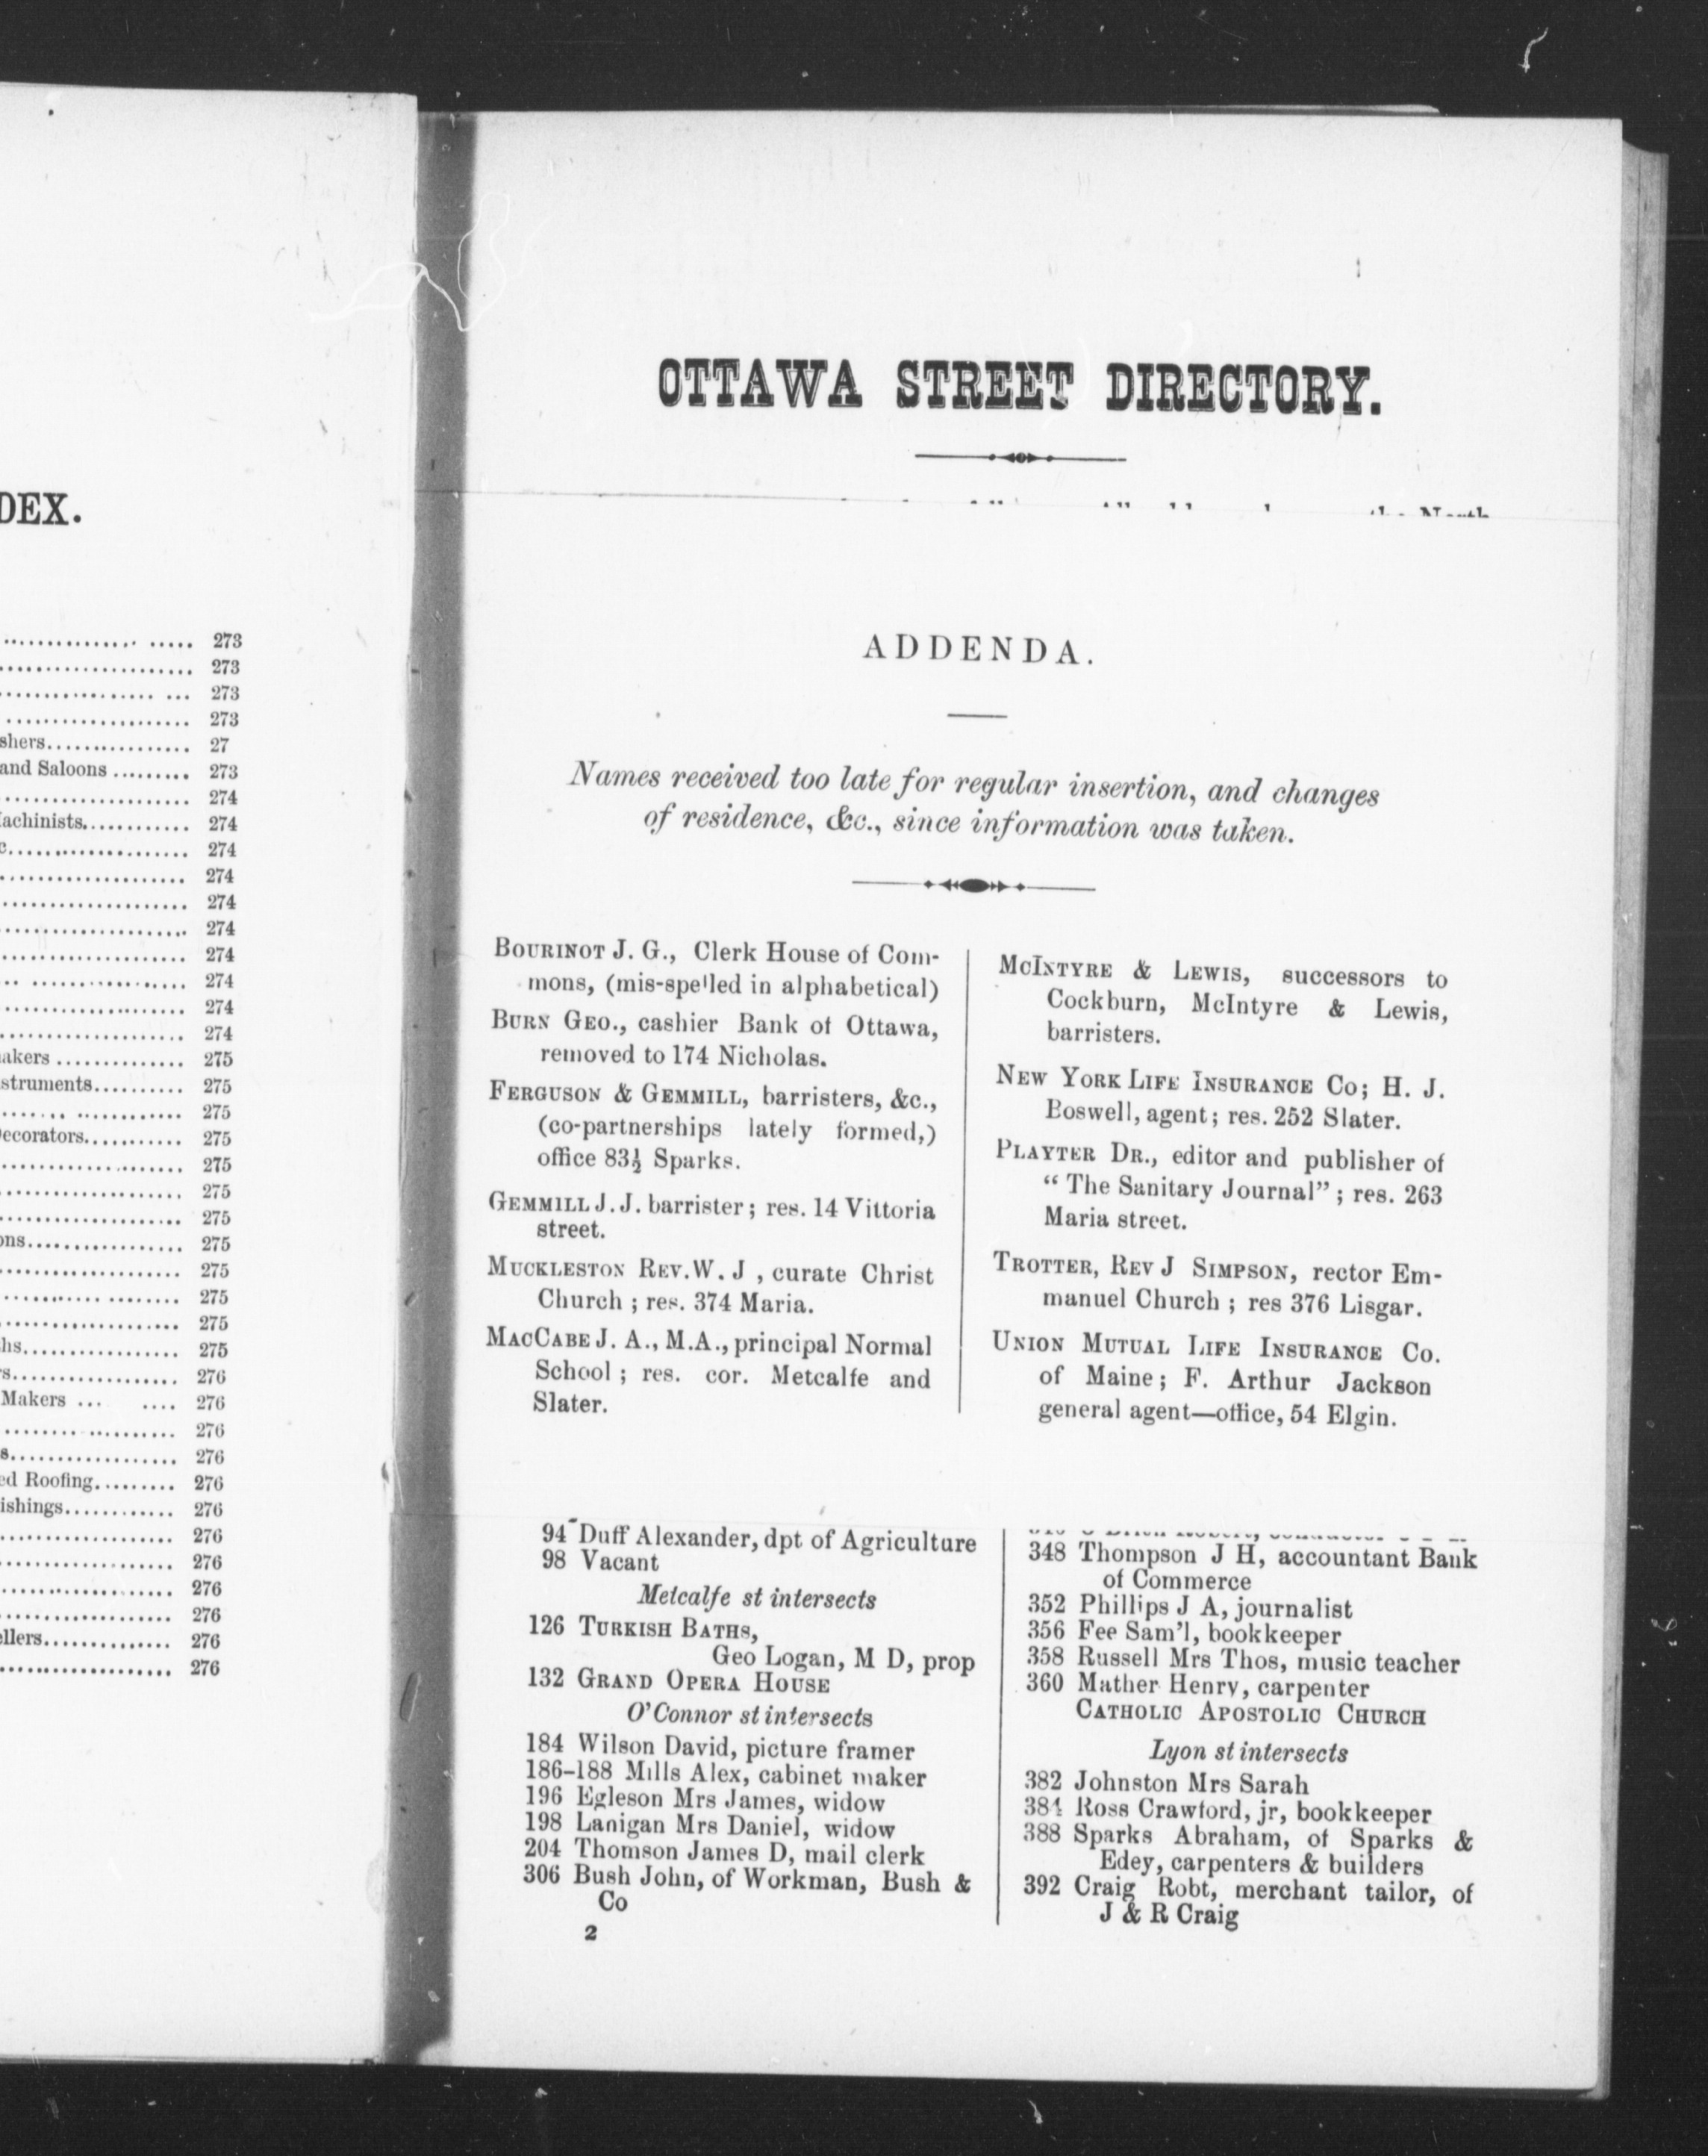 DEX.
273
273
273
273
shers 27
and Saloons 273
274
achinists 274
274
274
274
274
274
274
274
274
akers 275
struments 275
275
ecorators 275
275
275
275
ons 275
275
275
275
hs 275
s 276
Makers 276
276
s 276
ed Roofing 276
ishings 276
276
276
276
276
ellers 276
276
OTTAWA STREET DIRECTORY.
ADDENDA.
Names received too late for regular insertion, and changes
of residence, &c., since information was taken.
BOURINOT J. G., Clerk House of Com-
mons, (mis-spelled in alphabetical)
BURN GEO., cashier Bank of Ottawa,
removed to 174 Nicholas.
FERGUSON & GEMMILL, barristers, &c.,
(co-partnerships lately formed,)
office 83½ Sparks.
GEMMILL J. J. barrister; res. 14 Vittoria
street.
MUCKLESTON REV. W. J , curate Christ
Church ; res. 374 Maria.
MACCABE J. A., M.A., principal Normal
School ; res. cor. Metcalfe and
Slater.
MCINTYRE & LEWIS, successors to
Cockburn, McIntyre & Lewis,
barristers.
NEW YORK LIFE INSURANCE CO; H. J.
Boswell, agent; res. 252 Slater.
PLAYTER DR., editor and publisher of
“ The Sanitary Journal” ; res. 263
Maria street.
TROTTER, REV J SIMPSON, rector Em-
manuel Church ; res 376 Lisgar.
UNION MUTUAL LIFE INSURANCE CO.
of Maine; F. Arthur Jackson
general agent—office, 54 Elgin.
94 Duff Alexander, dpt of Agriculture
98 Vacant
Metcalfe st intersects
126 TURKISH BATHS,
Geo Logan, M D, prop
132 GRAND OPERA HOUSE
O'Connor st intersects
184 Wilson David, picture framer
186-188 Mills Alex, cabinet maker
196 Egleson Mrs James, widow
198 Lanigan Mrs Daniel, widow
204 Thomson James D, mail clerk
306 Bush John, of Workman, Bush &
Co
2
348 Thompson J H, accountant Bank
of Commerce
352 Phillips J A, journalist
356 Fee Sam'l, bookkeeper
358 Russell Mrs Thos, music teacher
360 Mather Henry, carpenter
CATHOLIC APOSTOLIC CHURCH
Lyon st intersects
382 Johnston Mrs Sarah
384 Ross Crawford, jr, bookkeeper
388 Sparks Abraham, of Sparks &
Edey, carpenters & builders
392 Craig Robt, merchant tailor, of
J & R Craig